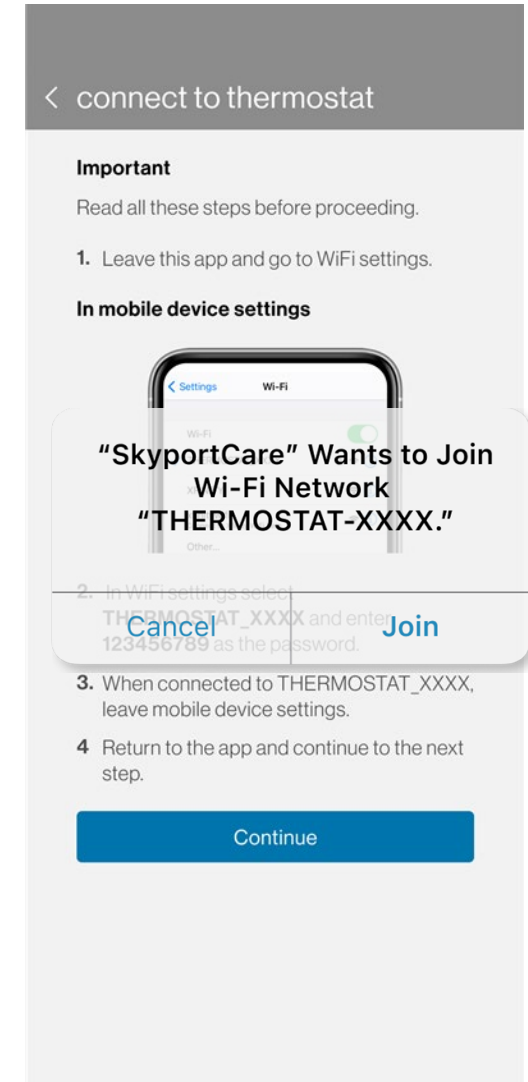 connect to thermostat
Important
Read all these steps before proceeding.
1. Leave this app and go to WiFi settings.
In mobile device settings
Settings Wi-Fi
Wi-Fi
“SkyportCare” Wants to Join
Wi-Fi Network
“THERMOSTAT-XXXX.”
Other...
2. In WiFi settings select
THERMOSTAT_XXXX and enter
123456789 as the password.
Cancel Join
3. When connected to THERMOSTAT_XXXX,
leave mobile device settings.
4 Return to the app and continue to the next
step.
Continue